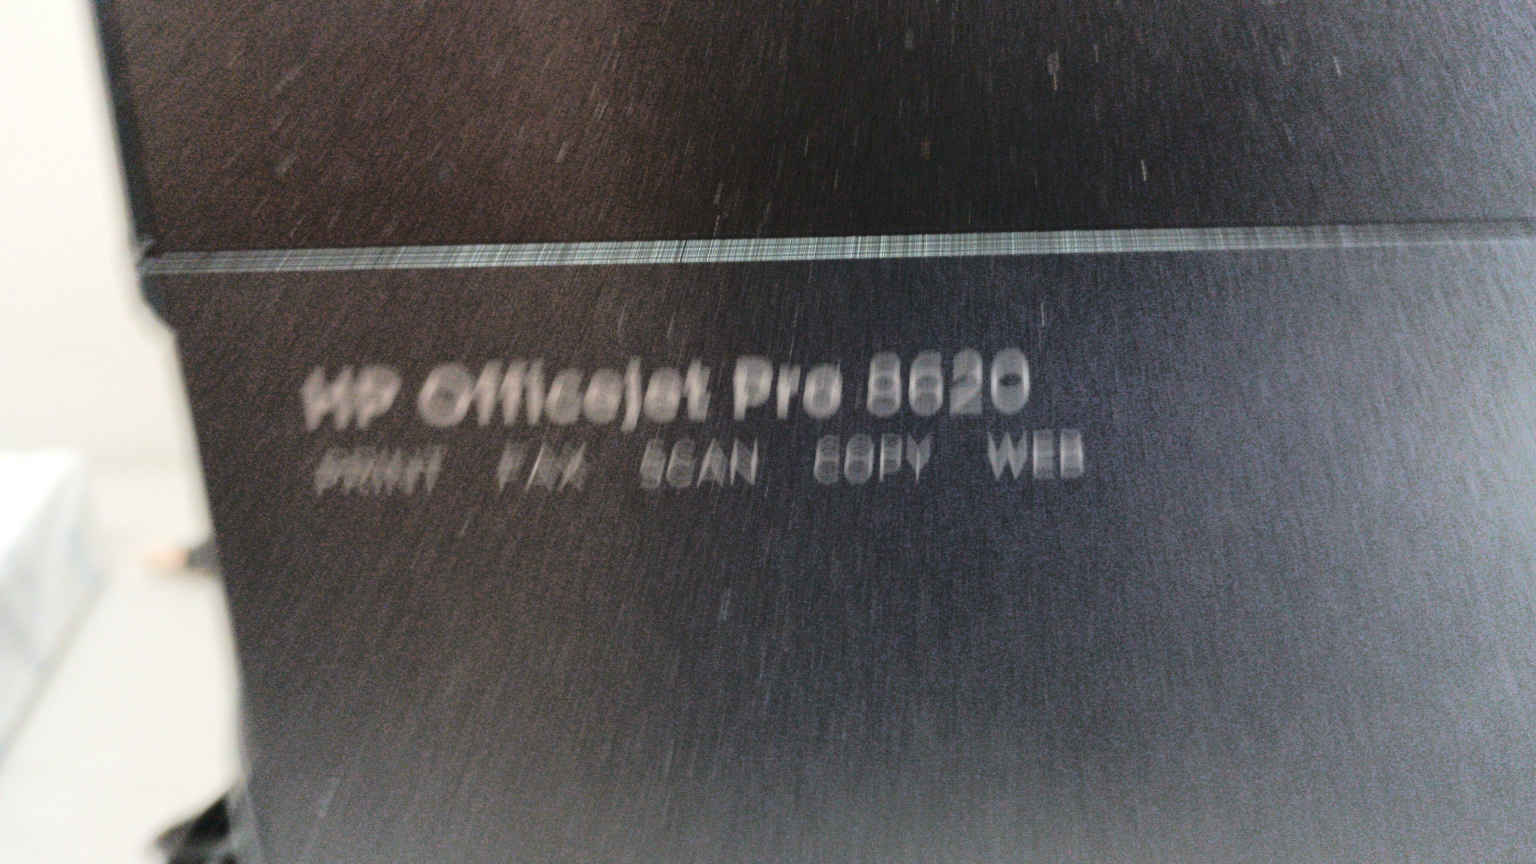 HP Officejet Pro 8620
PRINT FAX SCAN COPY WEB